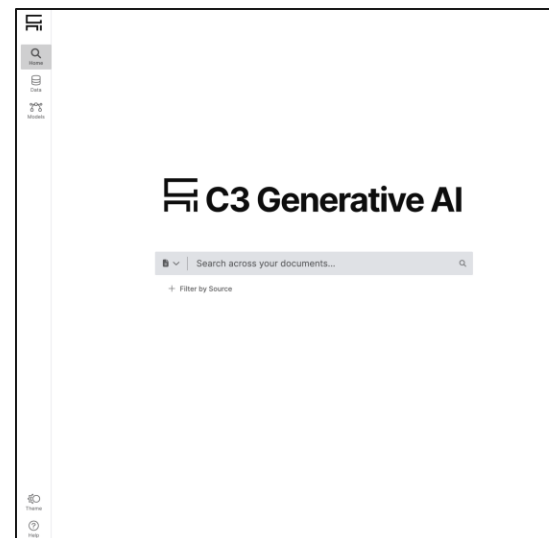 Home
Data
Models
C3 Generative AI
Search across your documents...
+ Filter by Source
Theme
Help